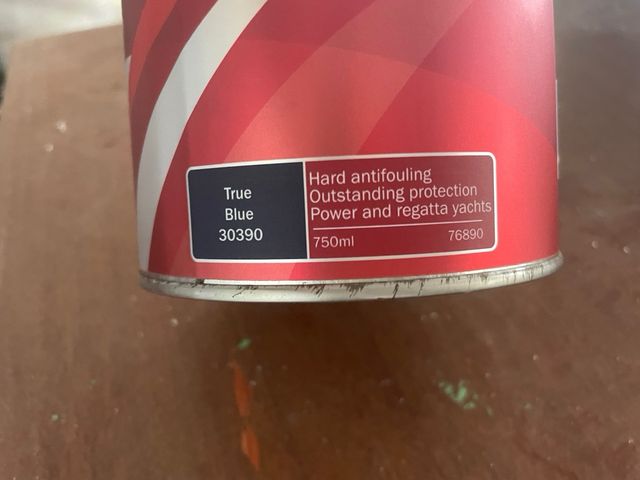 True
Blue
30390
Hard antifouling
Outstanding protection
Power and regatta yachts
750ml 76890